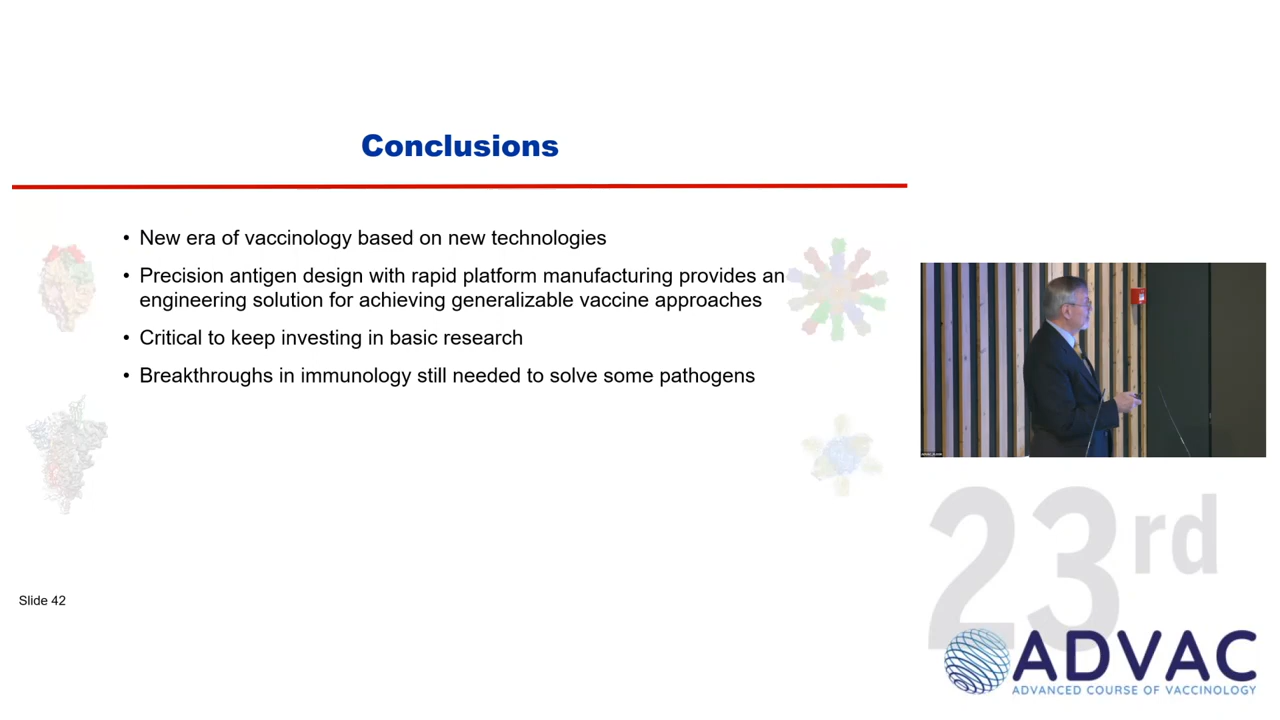 Conclusions
• New era of vaccinology based on new technologies
• Precision antigen design with rapid platform manufacturing provides an
engineering solution for achieving generalizable vaccine approaches
• Critical to keep investing in basic research
• Breakthroughs in immunology still needed to solve some pathogens
Slide 42
23rd
ADVAC
ADVANCED COURSE OF VACCINOLOGY